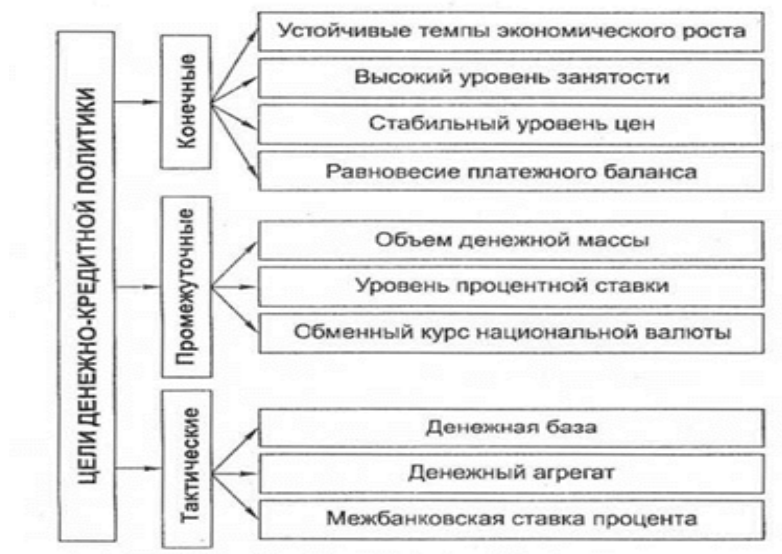 ЦЕЛИ ДЕНЕЖНО-КРЕДИТНОЙ ПОЛИТИКИ
Конечные
Устойчивые темпы экономического роста
Высокий уровень занятости
Стабильный уровень цен
Равновесие платежного баланса
Промежуточные
Объем денежной массы
Уровень процентной ставки
Обменный курс национальной валюты
Тактические
Денежная база
Денежный агрегат
Межбанковская ставка процента